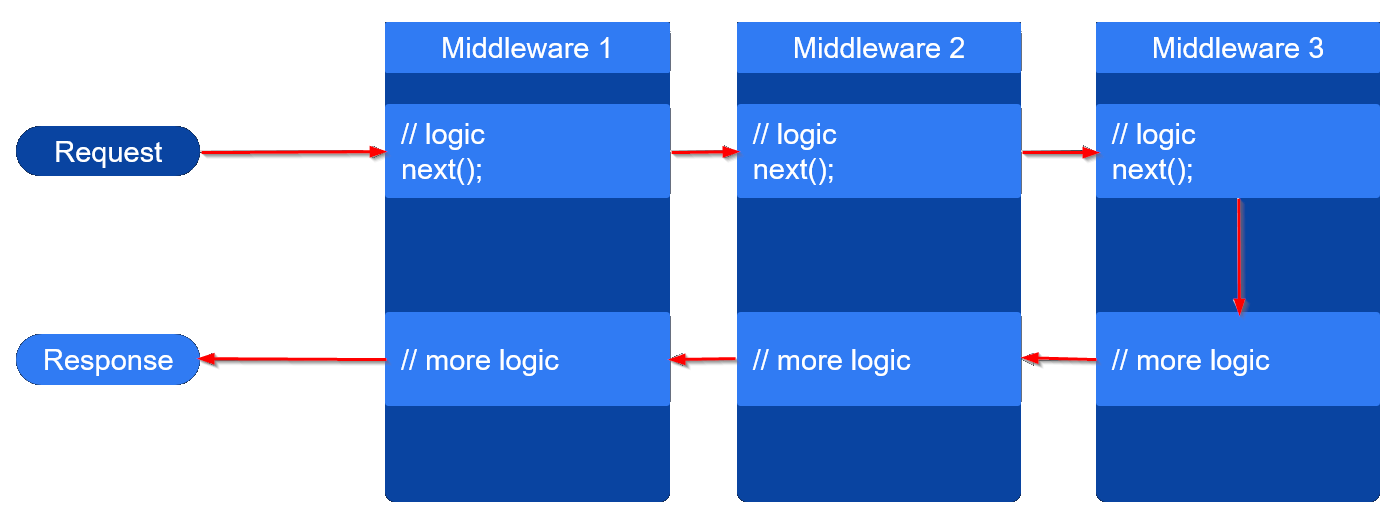 Middleware 1
Middleware 2
Middleware 3
Request
// logic
next();
// logic
next();
// logic
next();
Response
// more logic
// more logic
// more logic